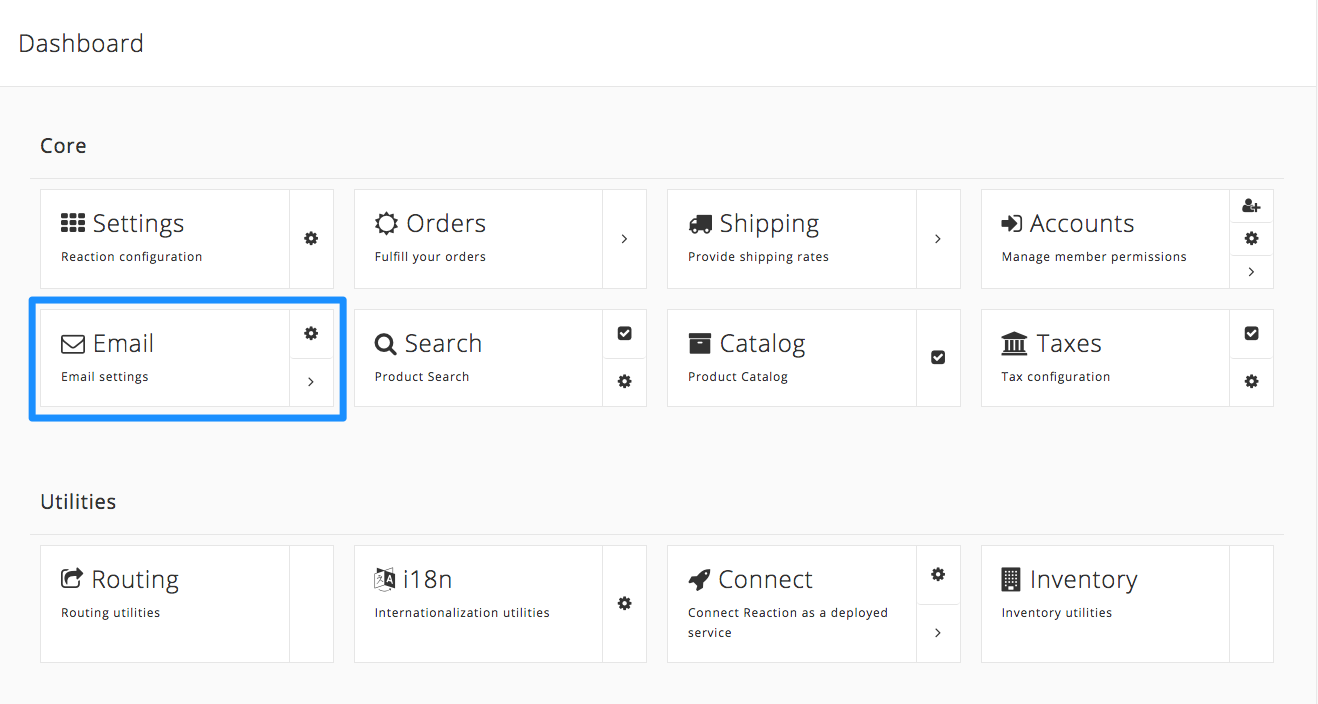 Dashboard
Core
Settings
Reaction configuration
Orders
Fulfill your orders
Shipping
Provide shipping rates
Accounts
Manage member permissions
Email
Email settings
Search
Product Search
Catalog
Product Catalog
Taxes
Tax configuration
Utilities
Routing
Routing utilities
i18n
Internationalization utilities
Connect
Connect Reaction as a deployed
service
Inventory
Inventory utilities